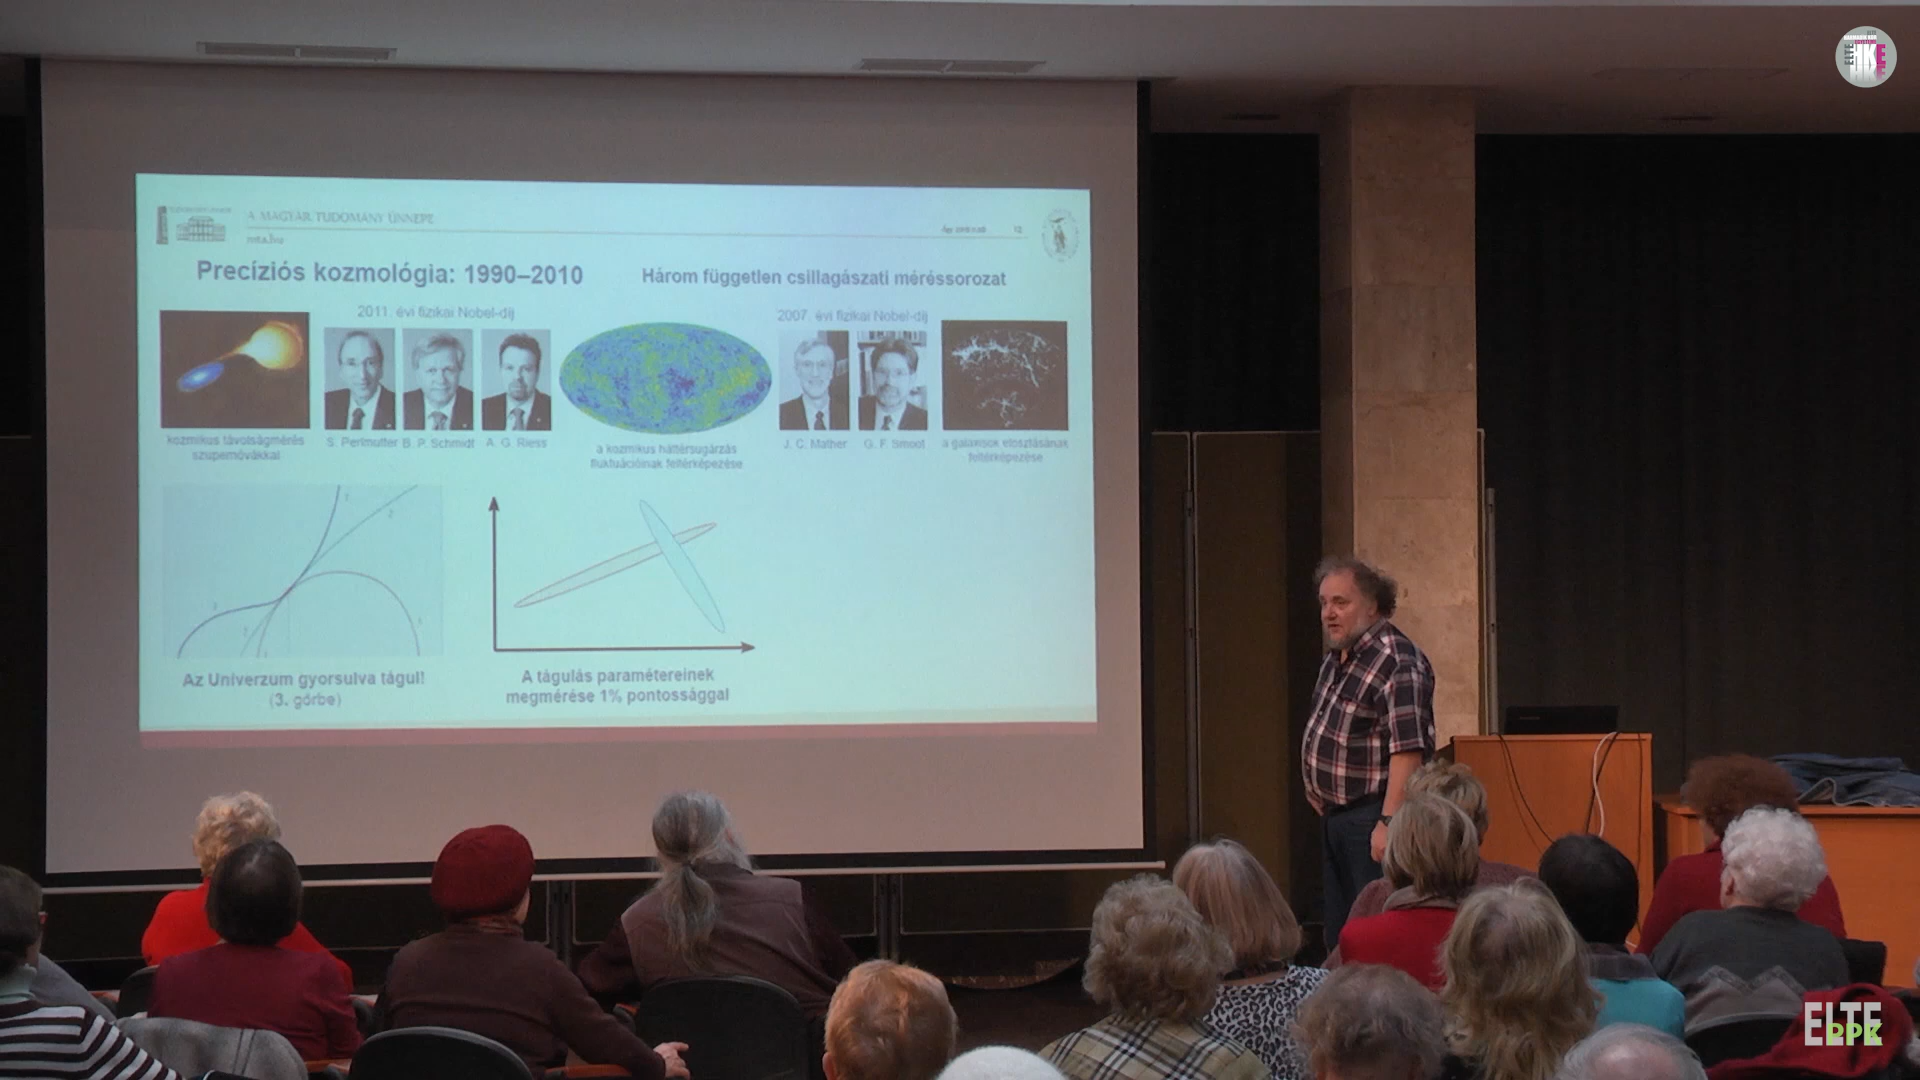 A MAGYAR TUDOMÁNY ÜNNEPE
mta.hu
12
Precíziós kozmológia: 1990–2010
Három független csillagászati méréssorozat
2011. évi fizikai Nobel-díj
2007. évi fizikai Nobel-díj
kozmikus távolságmérés
szupernóvákkal
S. Perlmutter B. P. Schmidt A. G. Riess
a kozmikus háttérsugárzás
fluktuációinak feltérképezése
J. C. Mather G. F. Smoot
a galaxisok eloszlásának
feltérképezése
Az Univerzum gyorsulva tágul!
(3. görbe)
A tágulás paramétereinek
megmérése 1% pontossággal
ELTE
PPK